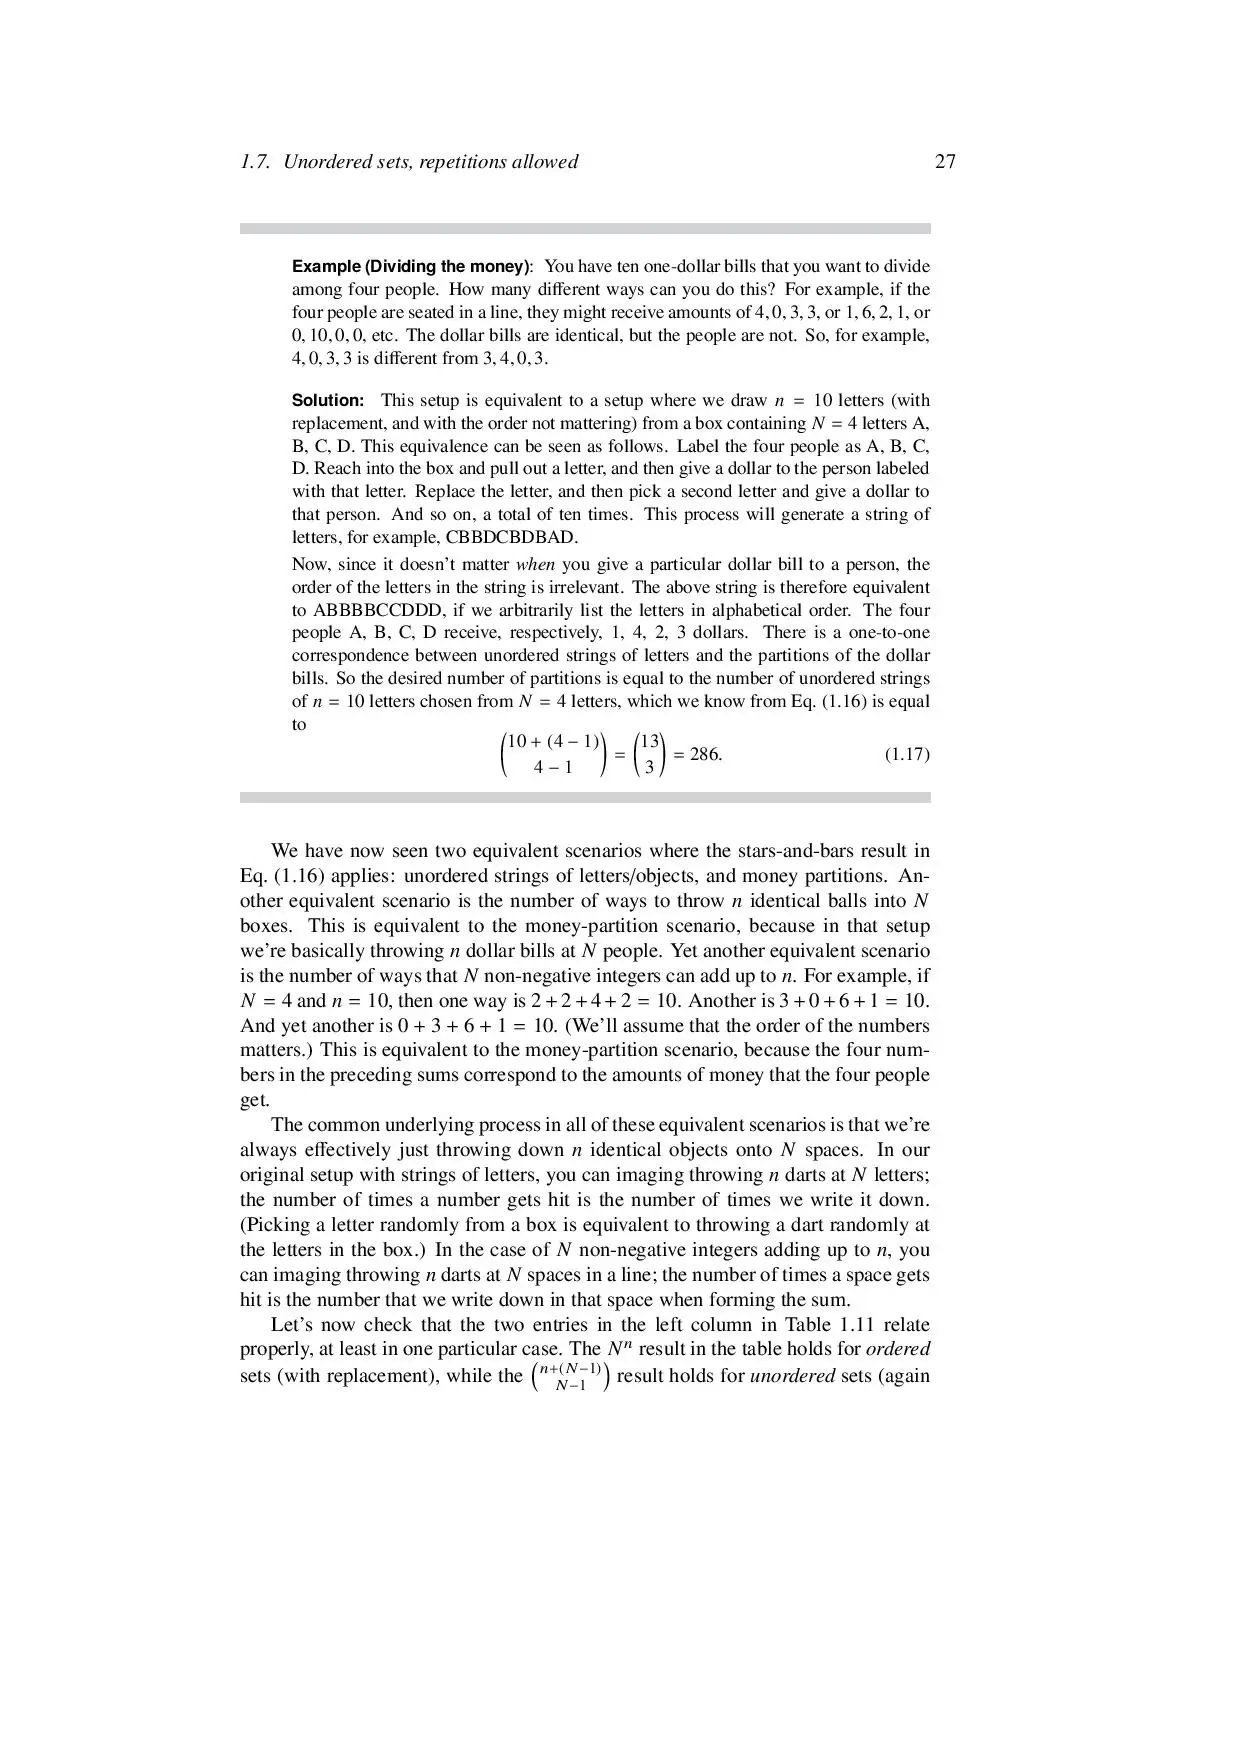 1.7. Unordered sets, repetitions allowed 27
Example (Dividing the money): You have ten one-dollar bills that you want to divide
among four people. How many different ways can you do this? For example, if the
four people are seated in a line, they might receive amounts of 4, 0, 3, 3, or 1, 6, 2, 1, or
0, 10, 0, 0, etc. The dollar bills are identical, but the people are not. So, for example,
4, 0, 3, 3 is different from 3, 4, 0, 3.
Solution: This setup is equivalent to a setup where we draw n = 10 letters (with
replacement, and with the order not mattering) from a box containing N = 4 letters A,
B, C, D. This equivalence can be seen as follows. Label the four people as A, B, C,
D. Reach into the box and pull out a letter, and then give a dollar to the person labeled
with that letter. Replace the letter, and then pick a second letter and give a dollar to
that person. And so on, a total of ten times. This process will generate a string of
letters, for example, CBBDCBDBAD.
Now, since it doesn't matter when you give a particular dollar bill to a person, the
order of the letters in the string is irrelevant. The above string is therefore equivalent
to ABBBBCCDDD, if we arbitrarily list the letters in alphabetical order. The four
people A, B, C, D receive, respectively, 1, 4, 2, 3 dollars. There is a one-to-one
correspondence between unordered strings of letters and the partitions of the dollar
bills. So the desired number of partitions is equal to the number of unordered strings
of n = 10 letters chosen from N = 4 letters, which we know from Eq. (1.16) is equal
to
(10 + (4 − 1) / 4 − 1) = (13 / 3) = 286. (1.17)
We have now seen two equivalent scenarios where the stars-and-bars result in
Eq. (1.16) applies: unordered strings of letters/objects, and money partitions. An-
other equivalent scenario is the number of ways to throw n identical balls into N
boxes. This is equivalent to the money-partition scenario, because in that setup
we're basically throwing n dollar bills at N people. Yet another equivalent scenario
is the number of ways that N non-negative integers can add up to n. For example, if
N = 4 and n = 10, then one way is 2 + 2 + 4 + 2 = 10. Another is 3 + 0 + 6 + 1 = 10.
And yet another is 0 + 3 + 6 + 1 = 10. (We'll assume that the order of the numbers
matters.) This is equivalent to the money-partition scenario, because the four num-
bers in the preceding sums correspond to the amounts of money that the four people
get.
The common underlying process in all of these equivalent scenarios is that we're
always effectively just throwing down n identical objects onto N spaces. In our
original setup with strings of letters, you can imaging throwing n darts at N letters;
the number of times a number gets hit is the number of times we write it down.
(Picking a letter randomly from a box is equivalent to throwing a dart randomly at
the letters in the box.) In the case of N non-negative integers adding up to n, you
can imaging throwing n darts at N spaces in a line; the number of times a space gets
hit is the number that we write down in that space when forming the sum.
Let's now check that the two entries in the left column in Table 1.11 relate
properly, at least in one particular case. The Nⁿ result in the table holds for ordered
sets (with replacement), while the (n+(N−1) / N−1) result holds for unordered sets (again